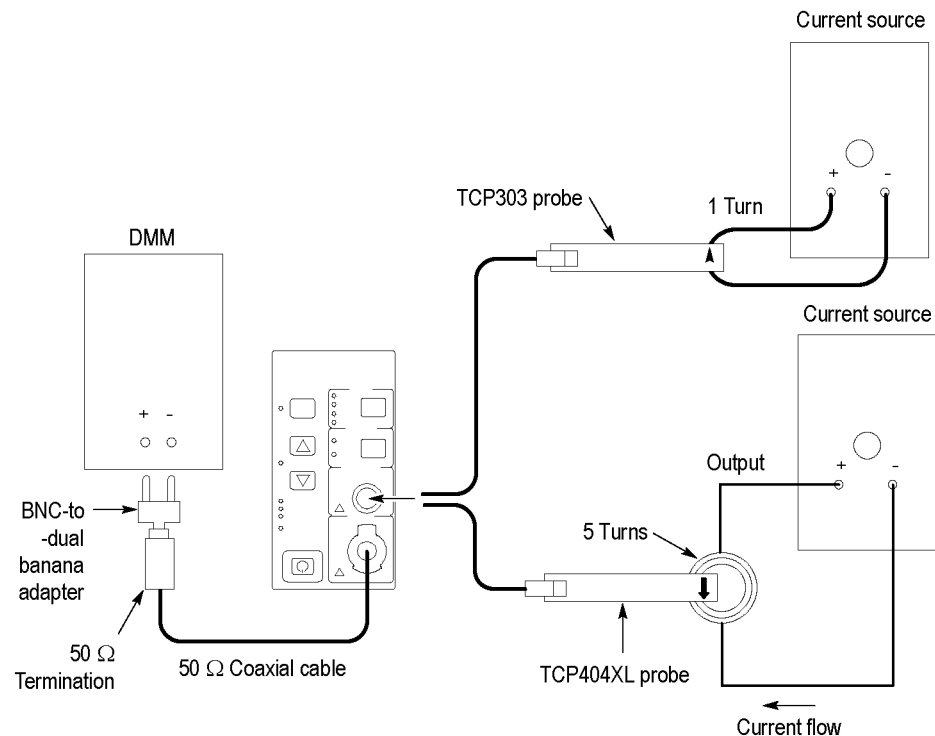 Current source
+ -
TCP303 probe
1 Turn
DMM
+ -
Current source
+ -
Output
5 Turns
BNC-to
-dual
banana
adapter
50 Ω
Termination
50 Ω Coaxial cable
TCP404XL probe
Current flow